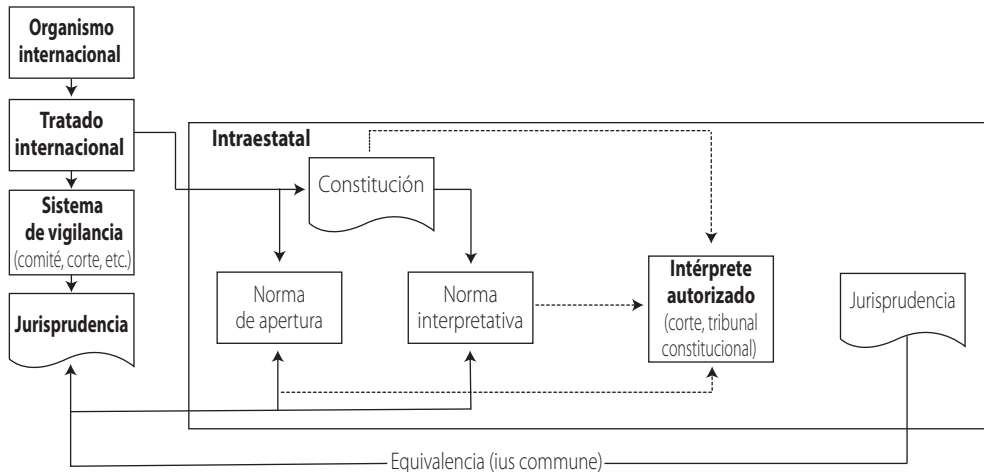 Organismo
internacional
Tratado
internacional
Sistema
de vigilancia
(comité, corte, etc.)
Jurisprudencia
Intraestatal
Constitución
Norma
de apertura
Norma
interpretativa
Intérprete
autorizado
(corte, tribunal
constitucional)
Jurisprudencia
Equivalencia (ius commune)